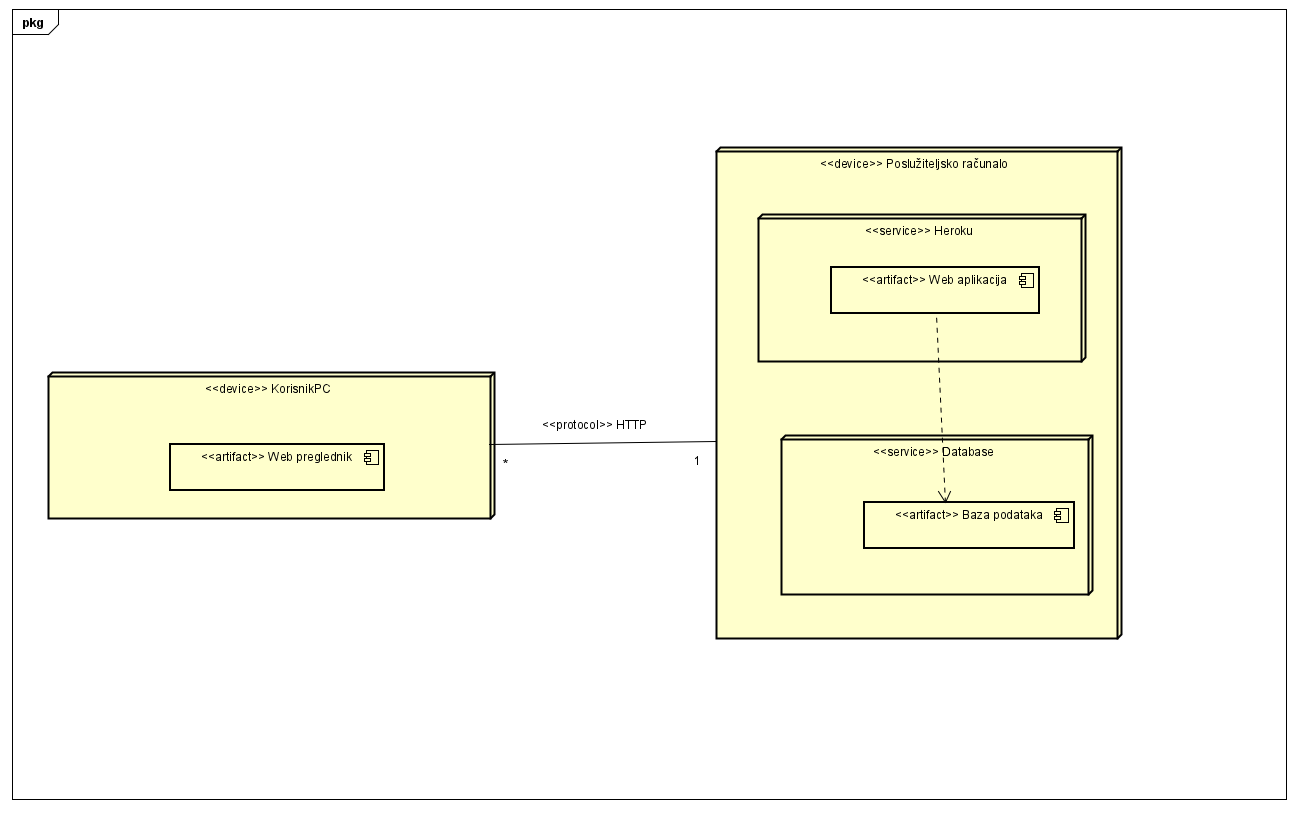 pkg
<<device>> Poslužiteljsko računalo
<<service>> Heroku
<<artifact>> Web aplikacija
<<device>> KorisnikPC
<<artifact>> Web preglednik
<<protocol>> HTTP
*
1
<<service>> Database
<<artifact>> Baza podataka